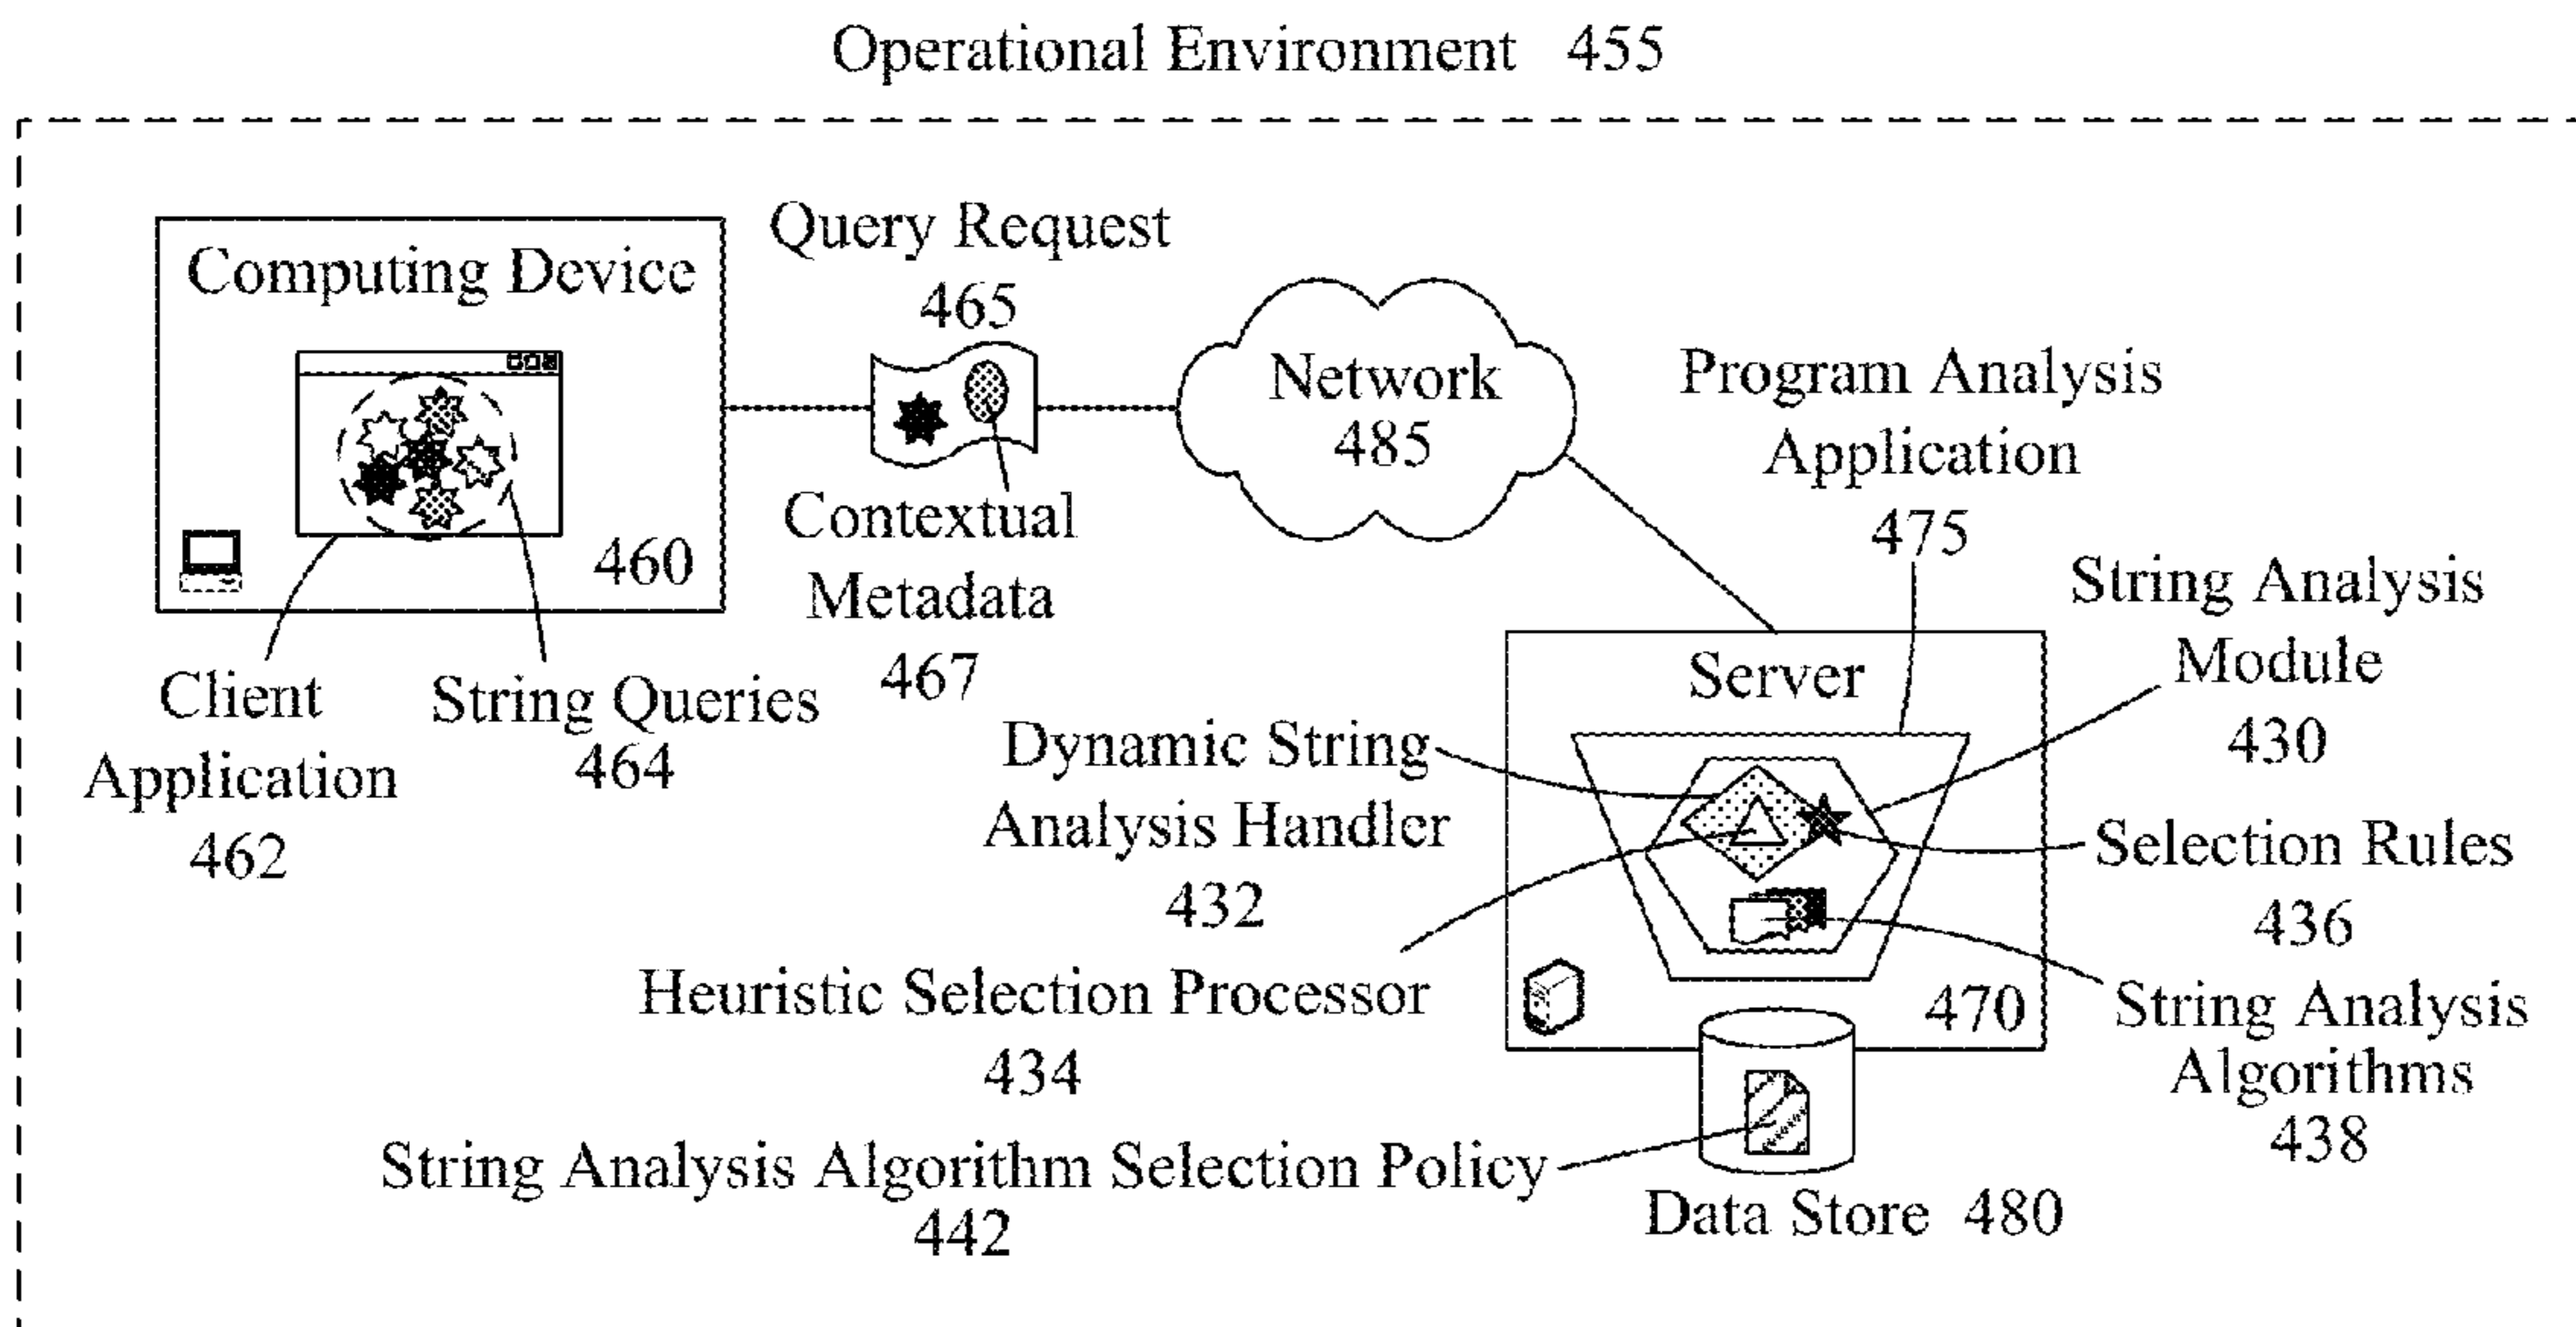 Operational Environment 455
Computing Device
460
Client
Application
462
String Queries
464
Query Request
465
Contextual
Metadata
467
Network
485
Program Analysis
Application
475
String Analysis
Module
430
Server
470
Dynamic String
Analysis Handler
432
Selection Rules
436
Heuristic Selection Processor
434
String Analysis
Algorithms
438
String Analysis Algorithm Selection Policy
442
Data Store 480